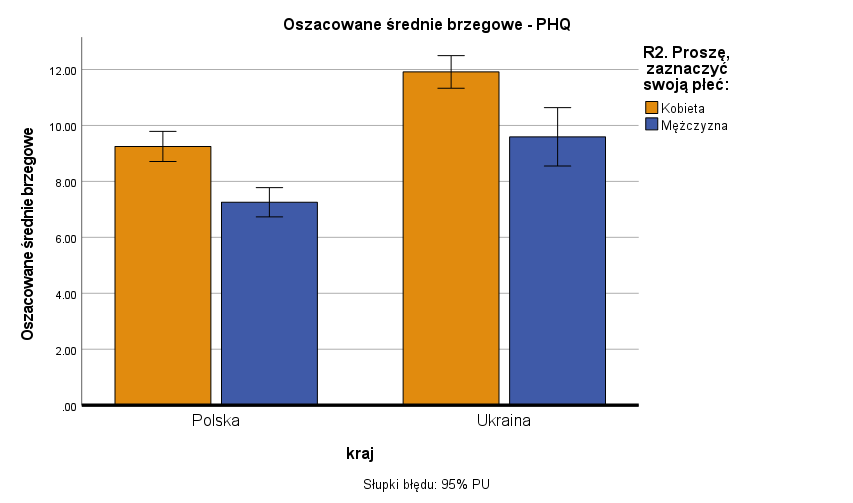 Oszacowane średnie brzegowe - PHQ
R2. Proszę,
zaznaczyć
swoją płeć:
Kobieta
Mężczyzna
Oszacowane średnie brzegowe
12.00
10.00
8.00
6.00
4.00
2.00
.00
Polska
Ukraina
kraj
Słupki błędu: 95% PU